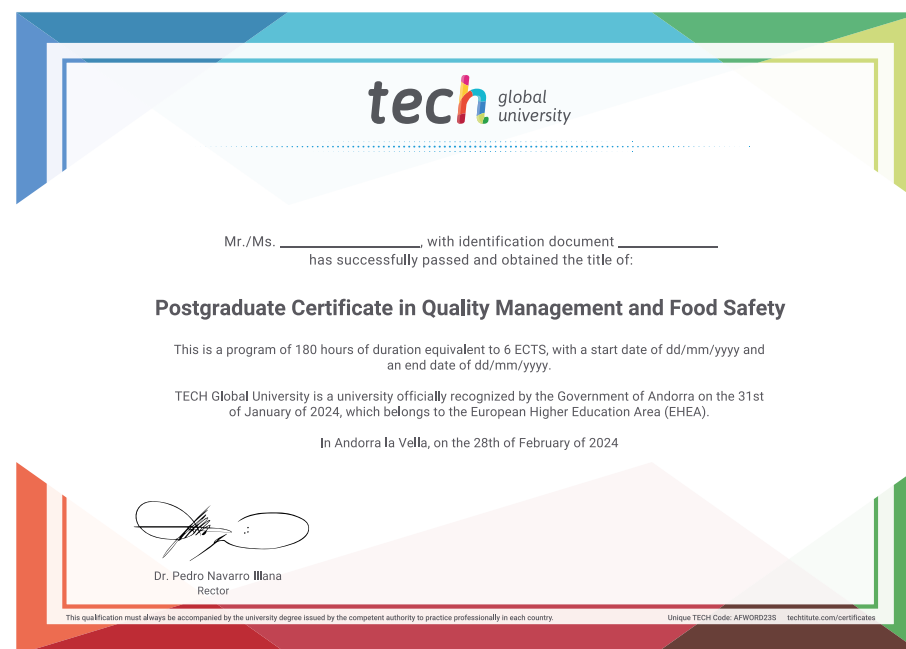 tech global university
Mr./Ms. ____________________, with identification document ______________
has successfully passed and obtained the title of:
Postgraduate Certificate in Quality Management and Food Safety
This is a program of 180 hours of duration equivalent to 6 ECTS, with a start date of dd/mm/yyyy and
an end date of dd/mm/yyyy.
TECH Global University is a university officially recognized by the Government of Andorra on the 31st
of January of 2024, which belongs to the European Higher Education Area (EHEA).
In Andorra la Vella, on the 28th of February of 2024
Dr. Pedro Navarro Illana
Rector
This qualification must always be accompanied by the university degree issued by the competent authority to practice professionally in each country.
Unique TECH Code: AFWORD23S techtitute.com/certificates